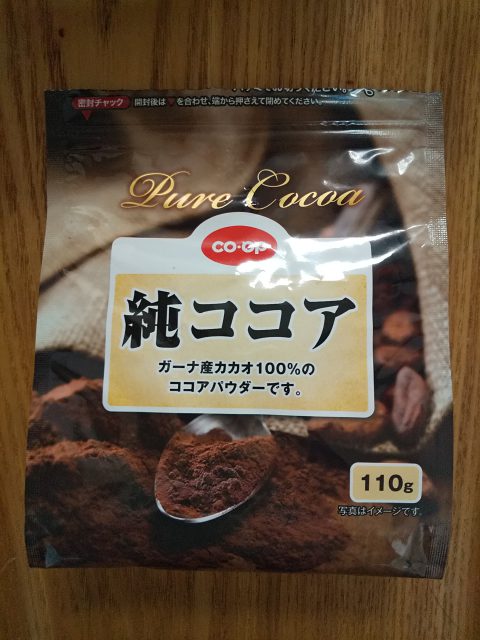 密封チャック
開封後は▼を合わせ、端から押さえて閉めてください。
Pure Cocoa
CO·OP
純ココア
ガーナ産カカオ100%の
ココアパウダーです。
110g
写真はイメージです。